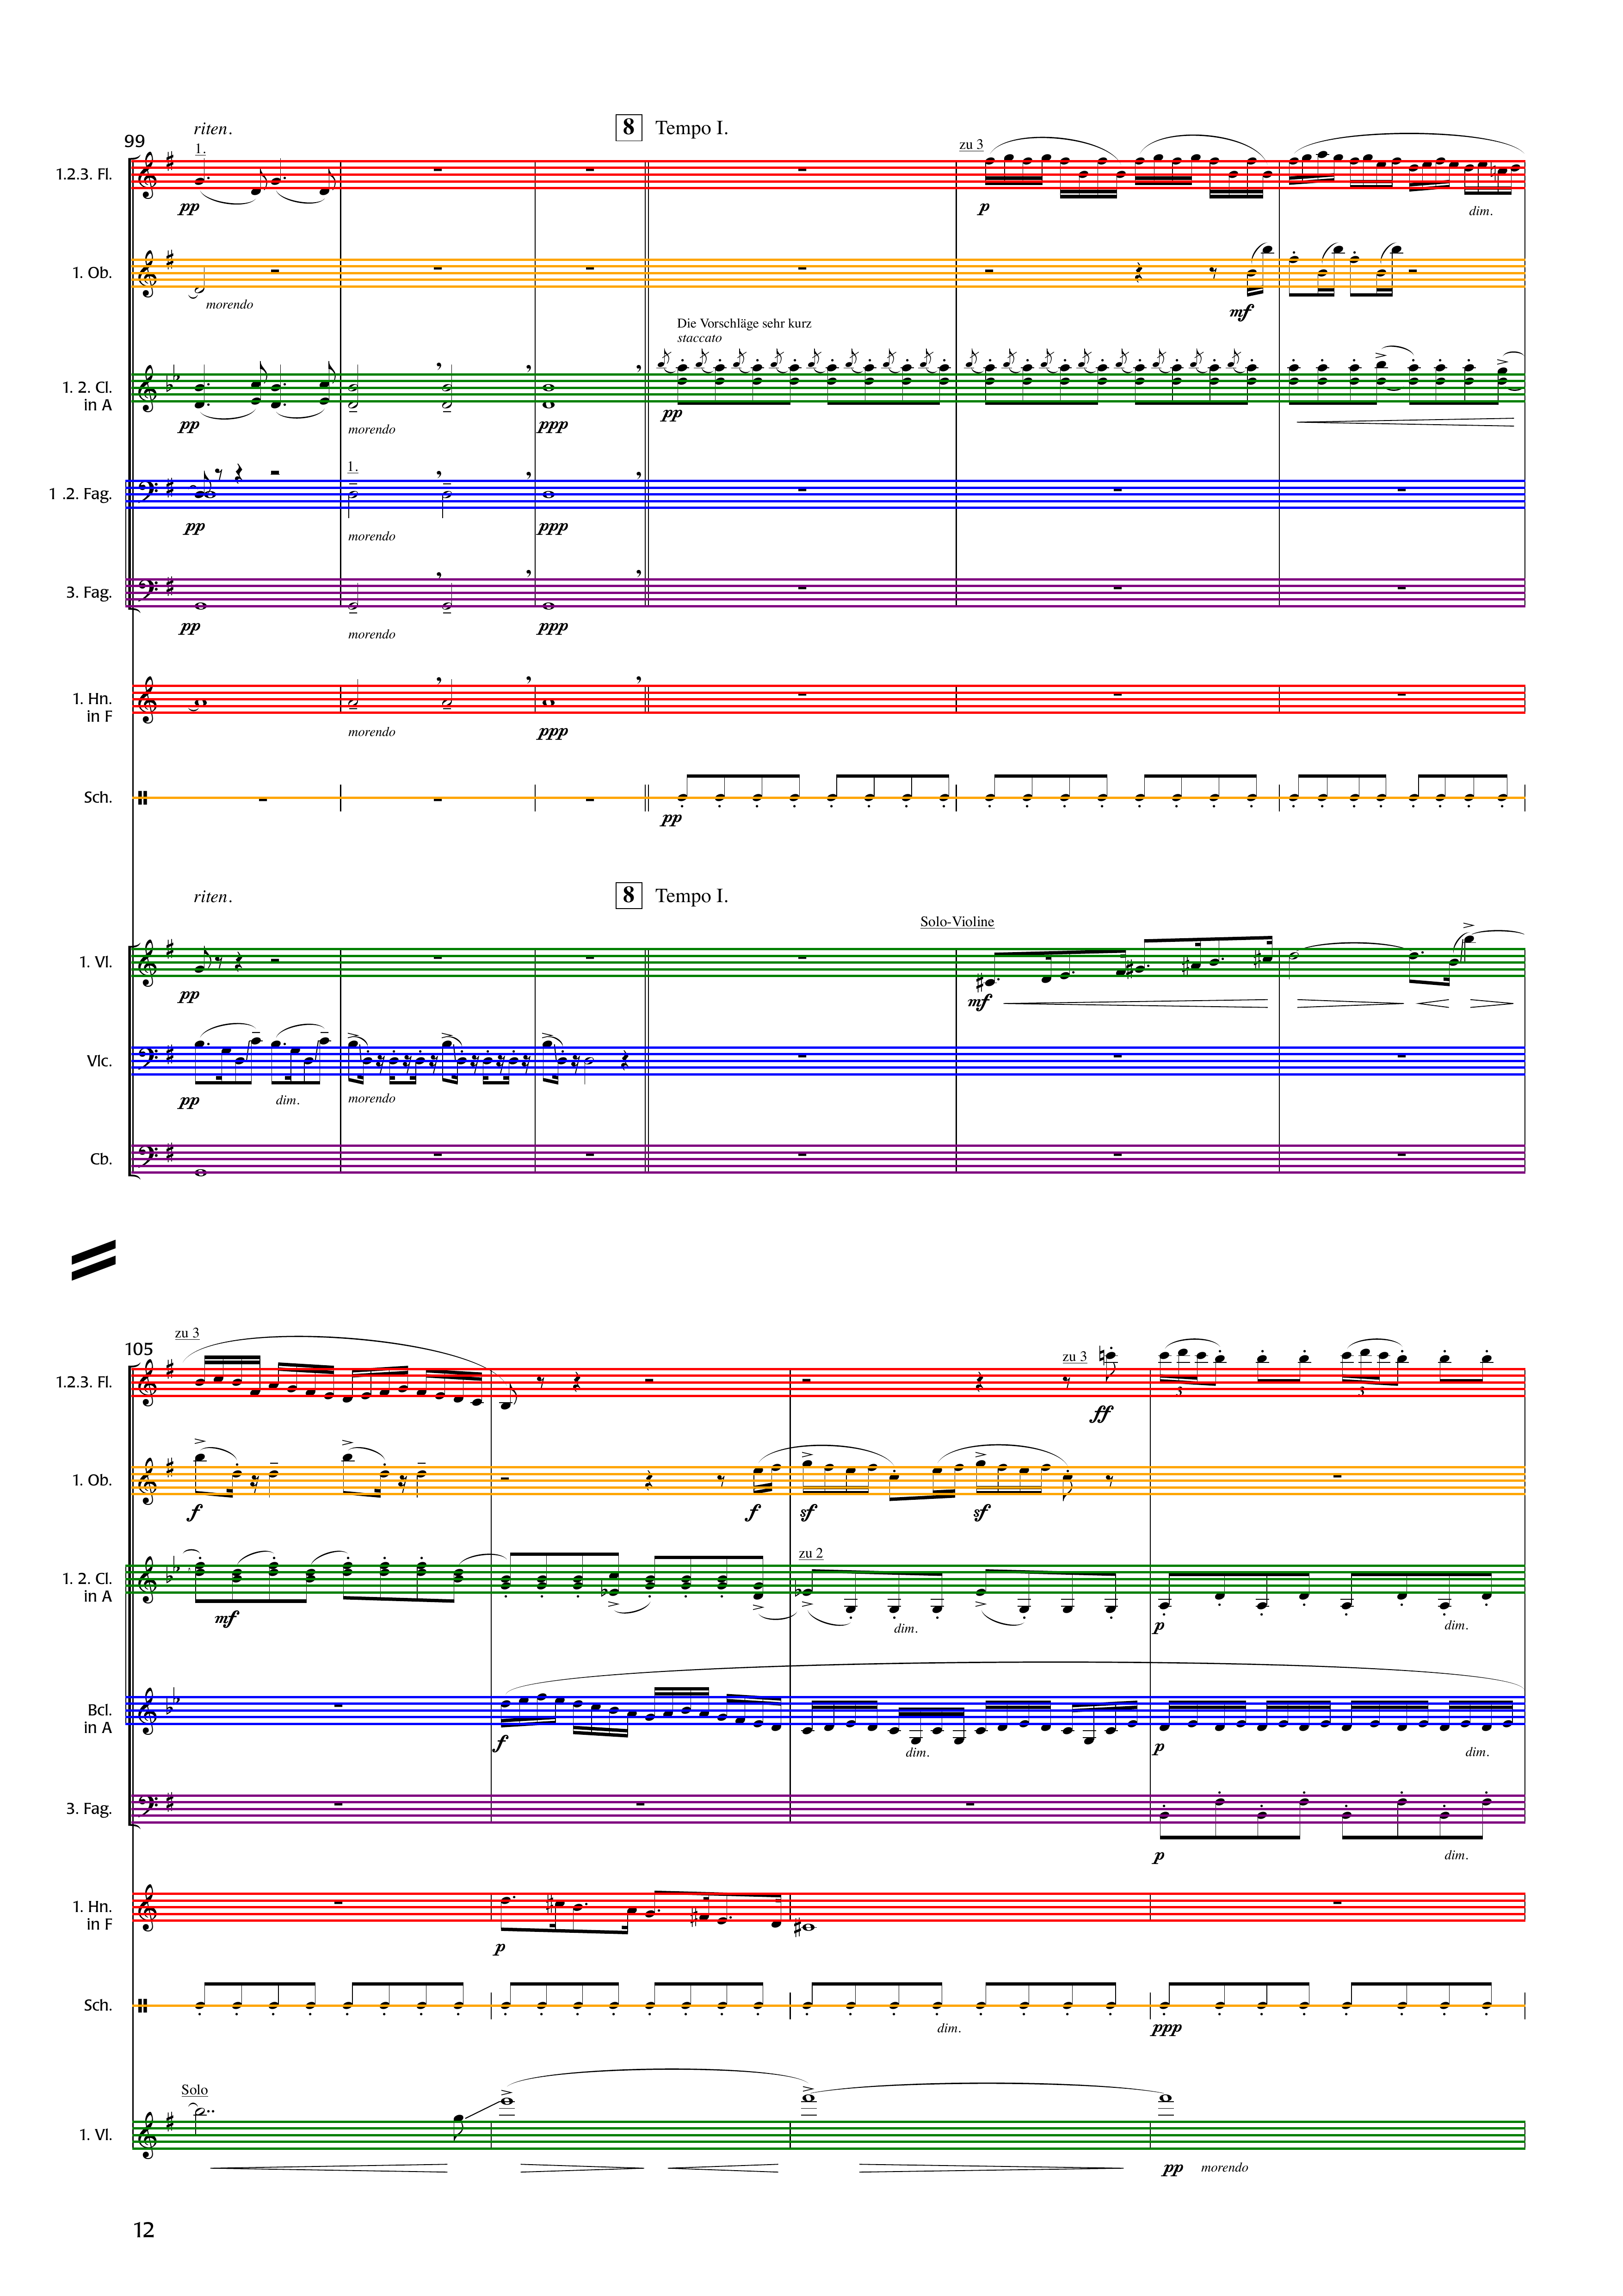 riten.
8 Tempo I.
99
1.
zu 3
1.2.3. Fl.
pp
p
dim.
1. Ob.
morendo
mf
Die Vorschläge sehr kurz
staccato
1. 2. Cl.
in A
pp
morendo
ppp
pp
1.
1 .2. Fag.
pp
morendo
ppp
3. Fag.
pp
morendo
ppp
1. Hn.
in F
morendo
ppp
Sch.
pp
riten.
8 Tempo I.
Solo-Violine
1. Vl.
pp
mf
Vlc.
pp
dim.
morendo
Cb.
105
zu 3
zu 3
1.2.3. Fl.
3
3
ff
1. Ob.
f
f
sf
sf
zu 2
1. 2. Cl.
in A
mf
dim.
p
dim.
Bcl.
in A
f
dim.
p
dim.
3. Fag.
p
dim.
1. Hn.
in F
p
Sch.
dim.
ppp
Solo
1. Vl.
pp
morendo
12